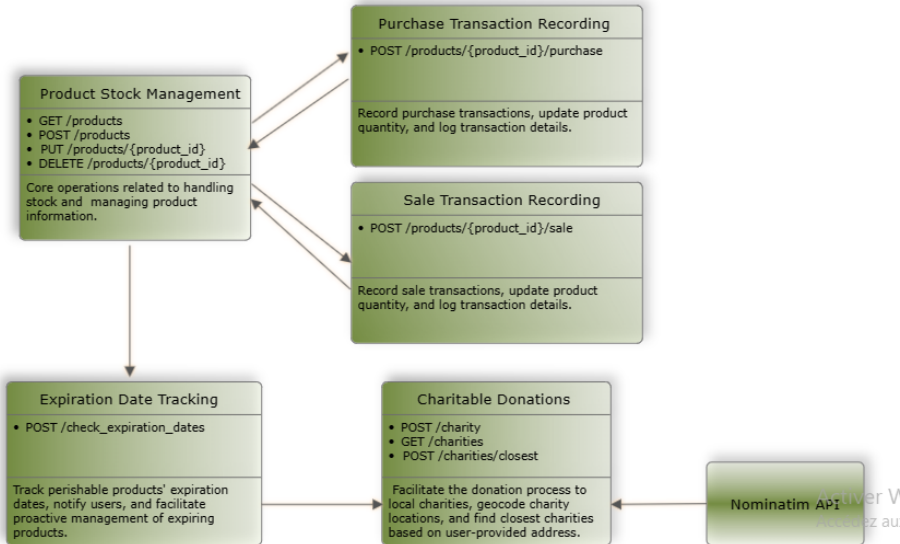 Purchase Transaction Recording
• POST /products/{product_id}/purchase
Record purchase transactions, update product
quantity, and log transaction details.
Product Stock Management
• GET /products
• POST /products
• PUT /products/{product_id}
• DELETE /products/{product_id}
Core operations related to handling
stock and managing product
information.
Sale Transaction Recording
• POST /products/{product_id}/sale
Record sale transactions, update product
quantity, and log transaction details.
Expiration Date Tracking
• POST /check_expiration_dates
Track perishable products' expiration
dates, notify users, and facilitate
proactive management of expiring
products.
Charitable Donations
• POST /charity
• GET /charities
• POST /charities/closest
Facilitate the donation process to
local charities, geocode charity
locations, and find closest charities
based on user-provided address.
Nominatim API
Activer W
Accédez au